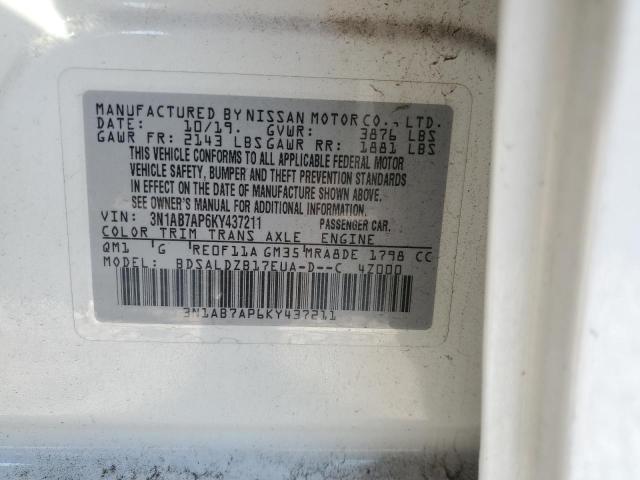 MANUFACTURED BY NISSAN MOTOR CO., LTD.
DATE: 10/19. GVWR: 3876 LBS
GAWR FR: 2143 LBS GAWR RR: 1881 LBS
THIS VEHICLE CONFORMS TO ALL APPLICABLE FEDERAL MOTOR
VEHICLE SAFETY, BUMPER AND THEFT PREVENTION STANDARDS
IN EFFECT ON THE DATE OF MANUFACTURE SHOWN ABOVE.
SEE OWNER'S MANUAL FOR ADDITIONAL INFORMATION.
VIN: 3N1AB7AP6KY437211 PASSENGER CAR
COLOR TRIM TRANS AXLE ENGINE
QM1 G RE0F11A GM35 MRA8DE 1798 CC
MODEL: BDSALDZB17EUA-D--C 4Z000
3N1AB7AP6KY437211